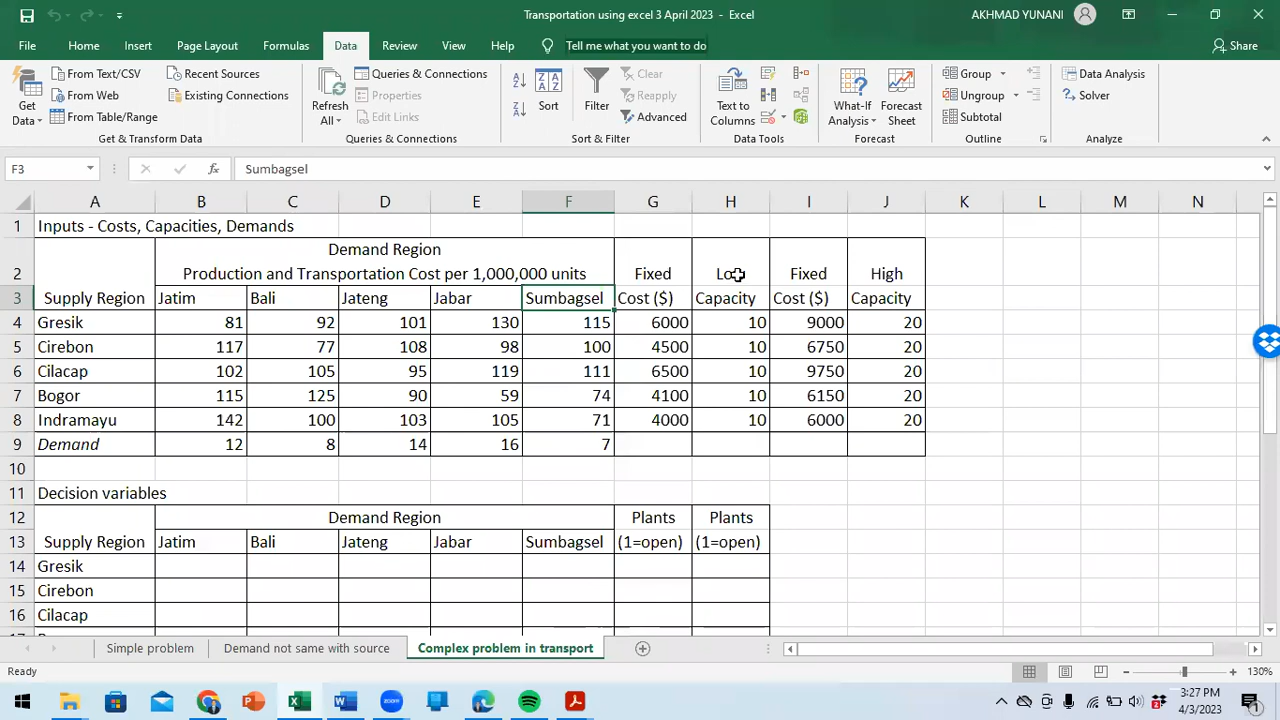 Transportation using excel 3 April 2023 - Excel
AKHMAD YUNANI
File Home Insert Page Layout Formulas Data Review View Help Tell me what you want to do Share
Get Data
From Text/CSV
From Web
From Table/Range
Recent Sources
Existing Connections
Get & Transform Data
Refresh All
Queries & Connections
Properties
Edit Links
Queries & Connections
Sort
Filter
Clear
Reapply
Advanced
Sort & Filter
Text to Columns
Data Tools
What-If Analysis
Forecast Sheet
Forecast
Group
Ungroup
Subtotal
Outline
Data Analysis
Solver
Analyze
F3 fx Sumbagsel
A B C D E F G H I J K L M N
1 Inputs - Costs, Capacities, Demands
Demand Region
2 Production and Transportation Cost per 1,000,000 units Fixed Fixed High
3 Supply Region Jatim Bali Jateng Jabar Sumbagsel Cost ($) Capacity Cost ($) Capacity
4 Gresik 81 92 101 130 115 6000 10 9000 20
5 Cirebon 117 77 108 98 100 4500 10 6750 20
6 Cilacap 102 105 95 119 111 6500 10 9750 20
7 Bogor 115 125 90 59 74 4100 10 6150 20
8 Indramayu 142 100 103 105 71 4000 10 6000 20
9 Demand 12 8 14 16 7
10
11 Decision variables
12 Demand Region Plants Plants
13 Supply Region Jatim Bali Jateng Jabar Sumbagsel (1=open) (1=open)
14 Gresik
15 Cirebon
16 Cilacap
Simple problem Demand not same with source Complex problem in transport
Ready 130%
3:27 PM
4/3/2023